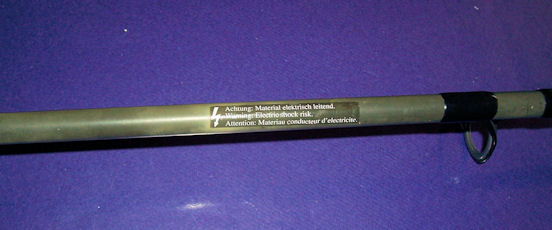 Achtung: Material elektrisch leitend.
Warning: Electric shock risk.
Attention: Materiau conducteur d'electricite.